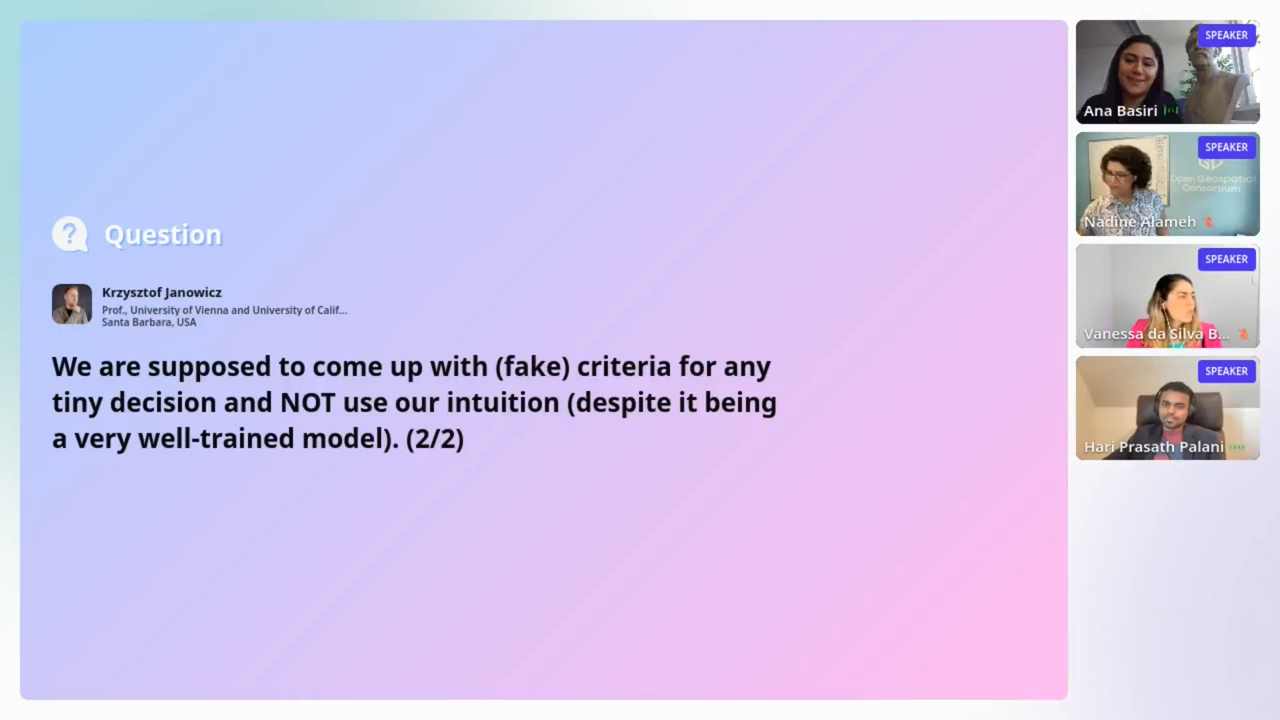 Question
Krzysztof Janowicz
Prof., University of Vienna and University of Calif...
Santa Barbara, USA
We are supposed to come up with (fake) criteria for any
tiny decision and NOT use our intuition (despite it being
a very well-trained model). (2/2)
SPEAKER
Ana Basiri
SPEAKER
Open Geospatial
Consortium
Nadine Alameh
SPEAKER
Vanessa da Silva B...
SPEAKER
Hari Prasath Palani